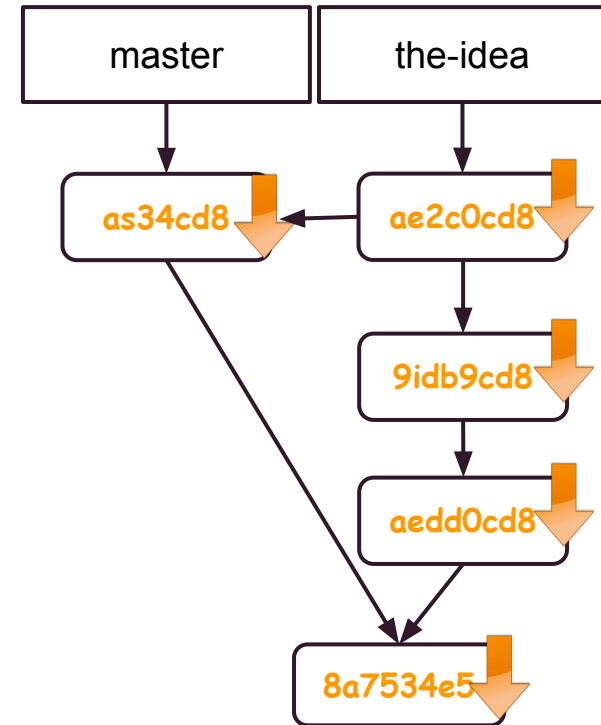 master
the-idea
as34cd8
ae2c0cd8
9idb9cd8
aedd0cd8
8a7534e5